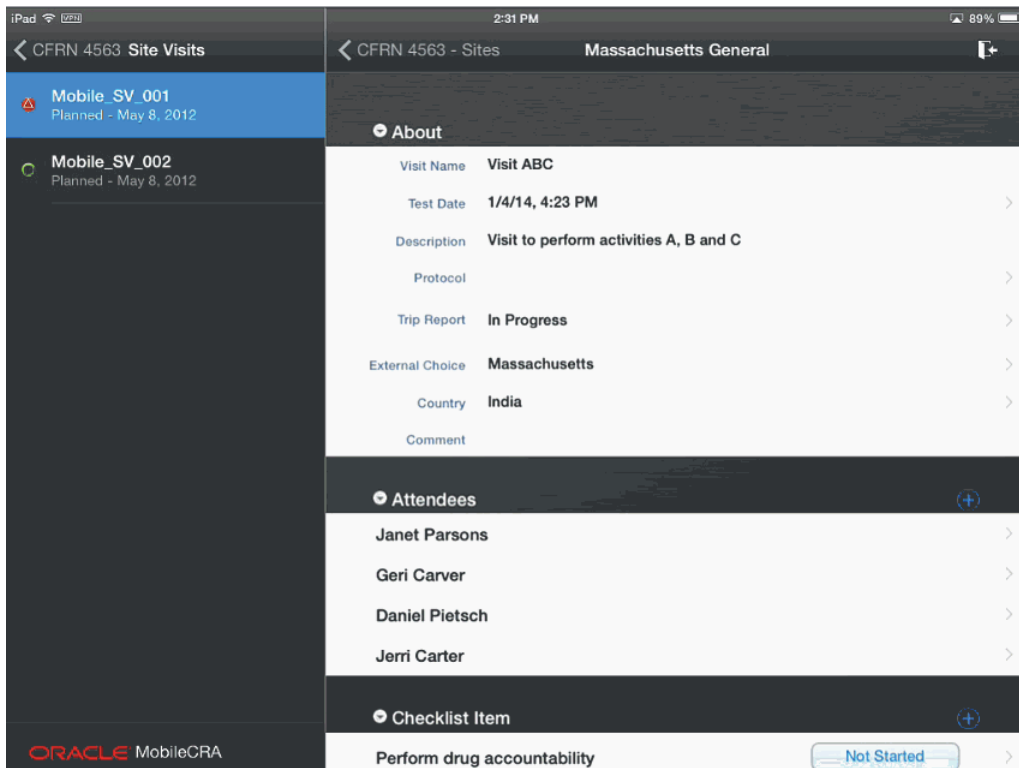 iPad VPN 2:31 PM 89%
CFRN 4563 Site Visits
CFRN 4563 - Sites Massachusetts General
Mobile_SV_001
Planned - May 8, 2012
Mobile_SV_002
Planned - May 8, 2012
ORACLE MobileCRA
About
Visit Name Visit ABC
Test Date 1/4/14, 4:23 PM
Description Visit to perform activities A, B and C
Protocol
Trip Report In Progress
External Choice Massachusetts
Country India
Comment
Attendees
Janet Parsons
Geri Carver
Daniel Pietsch
Jerri Carter
Checklist Item
Perform drug accountability Not Started